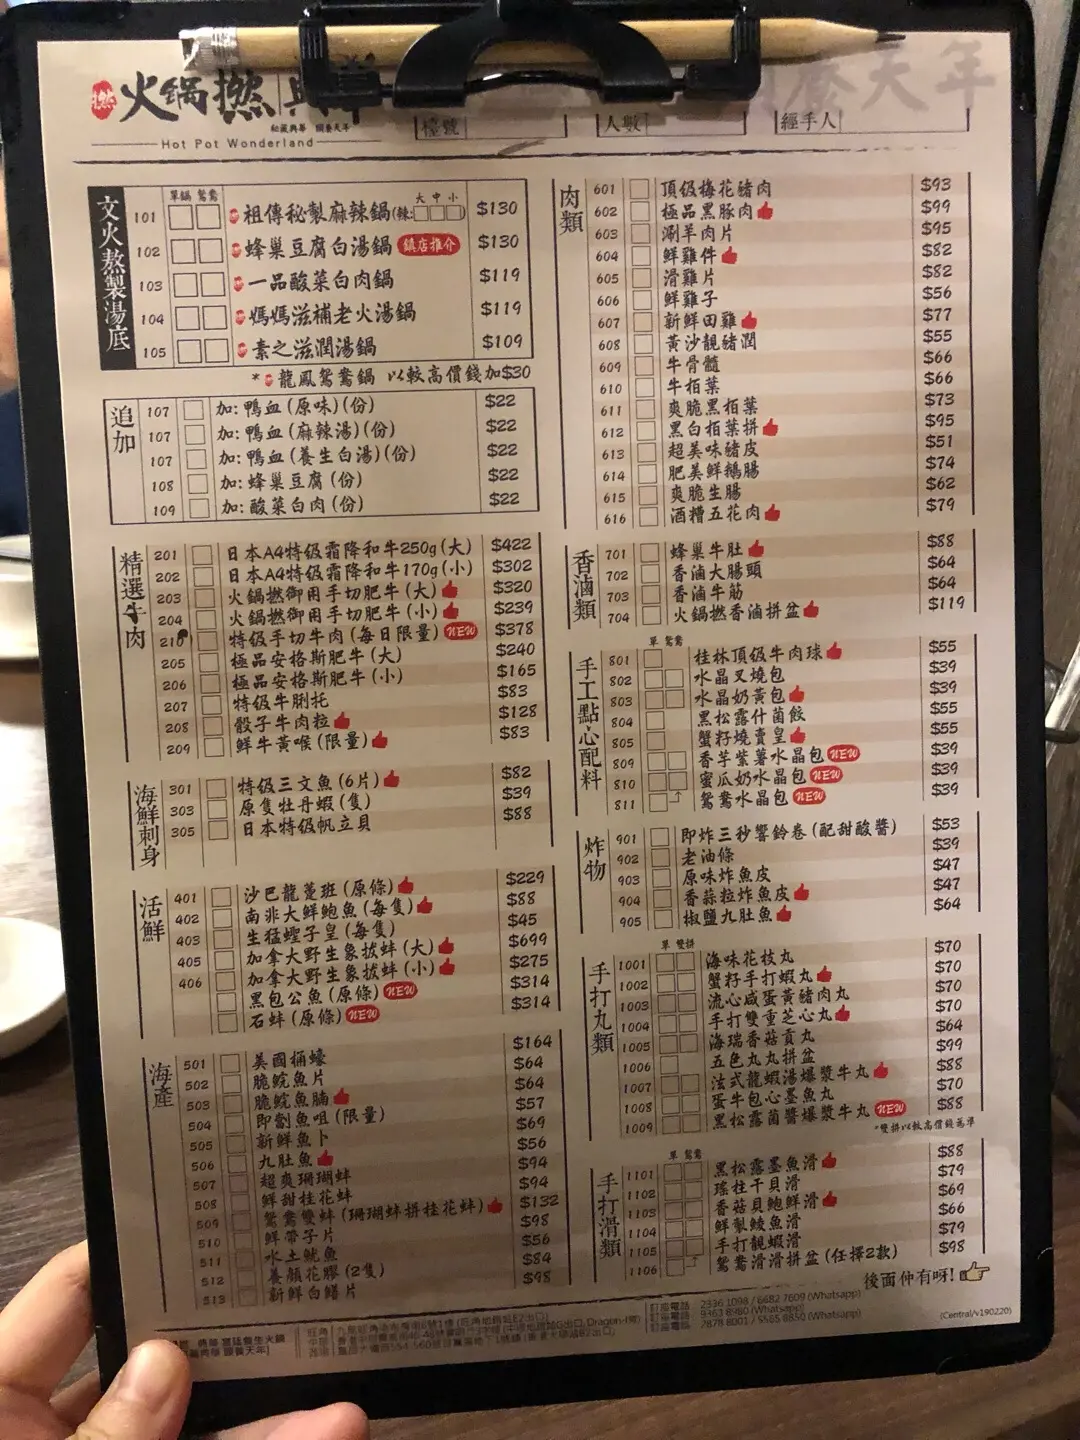 火鍋撚
Hot Pot Wonderland
檯號
人數
經手人
文火熬製湯底
單鍋 鴛鴦
大 中 小
101 祖傳秘製麻辣鍋(辣: $130
102 蜂巢豆腐白湯鍋 鎮店推介 $130
103 一品酸菜白肉鍋 $119
104 媽媽滋補老火湯鍋 $119
105 素之滋潤湯鍋 $109
*龍鳳鴛鴦鍋 以較高價錢加$30
追加
107 加: 鴨血(原味)(份) $22
107 加: 鴨血(麻辣湯)(份) $22
107 加: 鴨血(養生白湯)(份) $22
108 加: 蜂巢豆腐(份) $22
109 加: 酸菜白肉(份) $22
精選牛肉
201 日本A4特級霜降和牛250g(大) $422
202 日本A4特級霜降和牛170g(小) $302
203 火鍋撚御用手切肥牛(大) $320
204 火鍋撚御用手切肥牛(小) $239
210 特級手切牛肉(每日限量) NEW $378
205 極品安格斯肥牛(大) $240
206 極品安格斯肥牛(小) $165
207 特級牛脷托 $83
208 骰子牛肉粒 $128
209 鮮牛黃喉(限量) $83
海鮮刺身
301 特級三文魚(6片) $82
303 原隻牡丹蝦(隻) $39
305 日本特級帆立貝 $88
活鮮
401 沙巴龍躉班(原條) $229
402 南非大鮮鮑魚(每隻) $88
403 生猛蟶子皇(每隻) $45
405 加拿大野生象拔蚌(大) $699
406 加拿大野生象拔蚌(小) $275
黑包公魚(原條) NEW $314
石蚌(原條) NEW $314
海產
501 美國桶蠔 $164
502 脆鯇魚片 $64
503 脆鯇魚腩 $64
504 即劏魚咀(限量) $57
505 新鮮魚卜 $69
506 九肚魚 $56
507 超爽珊瑚蚌 $94
508 鮮甜桂花蚌 $94
509 鴛鴦雙蚌(珊瑚蚌拼桂花蚌) $132
510 鮮帶子片 $98
511 水土魷魚 $56
512 養顏花膠(2隻) $84
513 新鮮白鱔片 $98
肉類
601 頂級梅花豬肉 $93
602 極品黑豚肉 $99
603 涮羊肉片 $95
604 鮮雞件 $82
605 滑雞片 $82
606 鮮雞子 $56
607 新鮮田雞 $77
608 黃沙靚豬潤 $55
609 牛骨髓 $66
610 牛栢葉 $66
611 爽脆黑栢葉 $73
612 黑白栢葉拼 $95
613 超美味豬皮 $51
614 肥美鮮鵝腸 $74
615 爽脆生腸 $62
616 酒糟五花肉 $79
香滷類
701 蜂巢牛肚 $88
702 香滷大腸頭 $64
703 香滷牛筋 $64
704 火鍋撚香滷拼盆 $119
手工點心配料
單 鴛鴦
801 桂林頂級牛肉球 $55
802 水晶叉燒包 $39
803 水晶奶黃包 $39
804 黑松露什菌餃 $55
805 蟹籽燒賣皇 $55
809 香芋紫薯水晶包 NEW $39
810 蜜瓜奶水晶包 NEW $39
811 鴛鴦水晶包 NEW $39
炸物
901 即炸三秒響鈴卷(配甜酸醬) $53
902 老油條 $39
903 原味炸魚皮 $47
904 香蒜粒炸魚皮 $47
905 椒鹽九肚魚 $64
手打丸類
單 雙拼
1001 海味花枝丸 $70
1002 蟹籽手打蝦丸 $70
1003 流心咸蛋黃豬肉丸 $70
1004 手打雙重芝心丸 $70
1005 海瑞香菇貢丸 $64
1006 五色丸丸拼盆 $99
1007 法式龍蝦湯爆漿牛丸 $88
1008 蛋牛包心墨魚丸 $70
1009 黑松露菌醬爆漿牛丸 NEW $88
*雙拼以較高價錢為準
手打滑類
單 鴛鴦
1101 黑松露墨魚滑 $88
1102 瑤柱干貝滑 $79
1103 香菇貝鮑鮮滑 $69
1104 鮮製鯪魚滑 $66
1105 手打靚蝦滑 $79
1106 鴛鴦滑滑拼盆(任擇2款) $98
後面仲有呀!
(Central/v190220)
訂座電話 2336 1098 / 6682 7609 (Whatsapp)
訂座電話 9363 8980 (Whatsapp)
訂座電話 2878 8001 / 5565 8850 (Whatsapp)